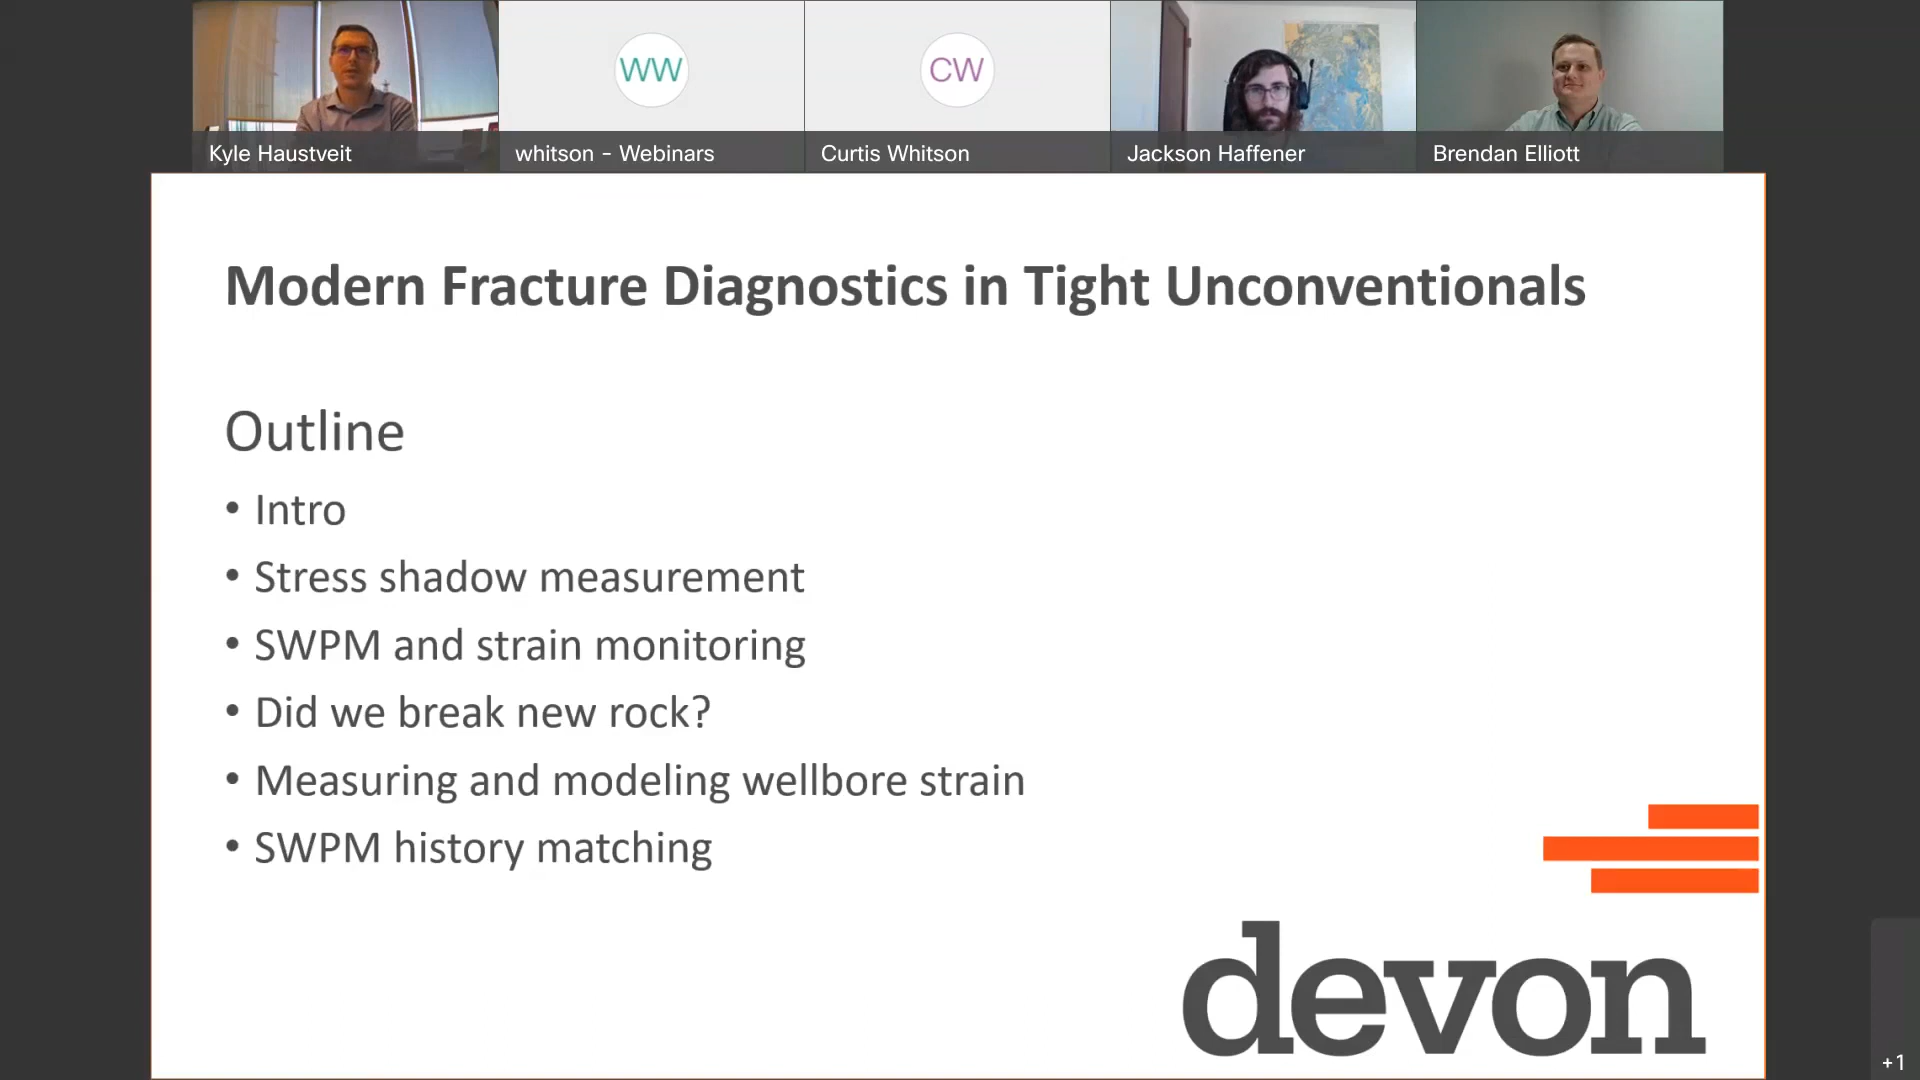 WW
CW
Kyle Haustveit
whitson - Webinars
Curtis Whitson
Jackson Haffener
Brendan Elliott
Modern Fracture Diagnostics in Tight Unconventionals
Outline
• Intro
• Stress shadow measurement
• SWPM and strain monitoring
• Did we break new rock?
• Measuring and modeling wellbore strain
• SWPM history matching
devon
+1